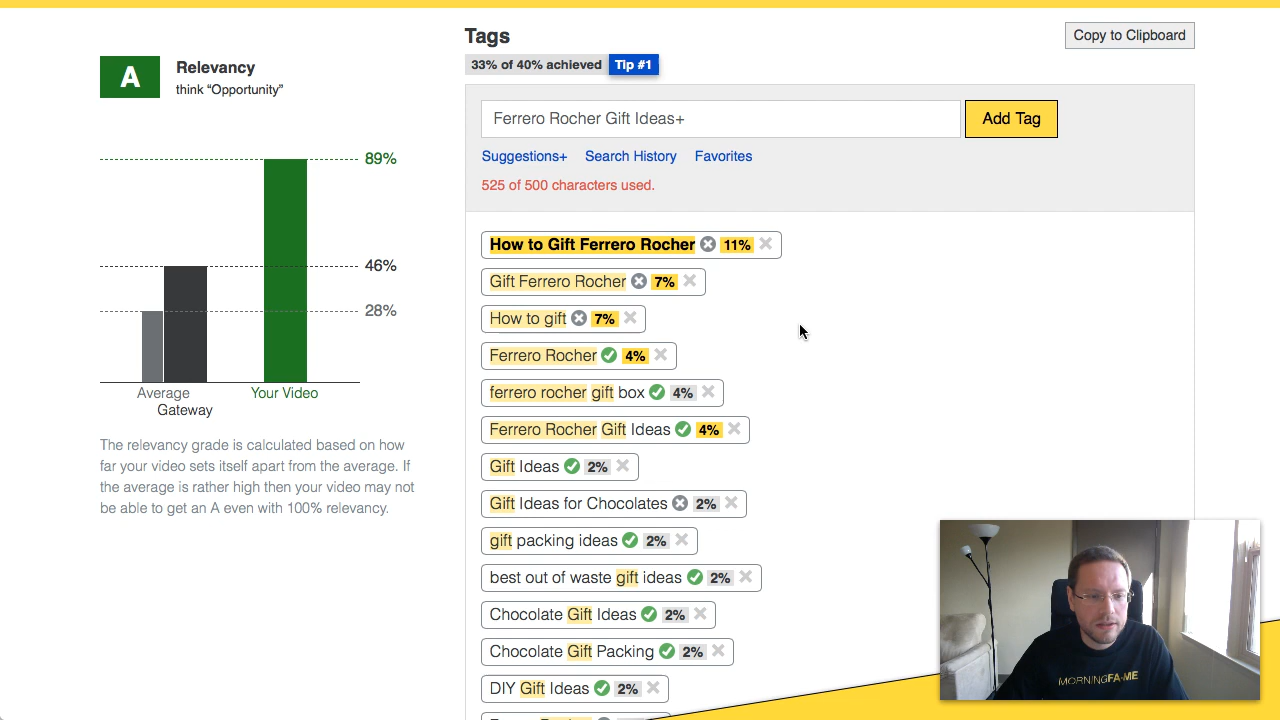 Tags
Copy to Clipboard
33% of 40% achieved Tip #1
A Relevancy
think “Opportunity”
Ferrero Rocher Gift Ideas+ Add Tag
Suggestions+ Search History Favorites
525 of 500 characters used.
89%
46%
28%
Average Your Video
Gateway
The relevancy grade is calculated based on how
far your video sets itself apart from the average. If
the average is rather high then your video may not
be able to get an A even with 100% relevancy.
How to Gift Ferrero Rocher 11%
Gift Ferrero Rocher 7%
How to gift 7%
Ferrero Rocher 4%
ferrero rocher gift box 4%
Ferrero Rocher Gift Ideas 4%
Gift Ideas 2%
Gift Ideas for Chocolates 2%
gift packing ideas 2%
best out of waste gift ideas 2%
Chocolate Gift Ideas 2%
Chocolate Gift Packing 2%
DIY Gift Ideas 2%
MORNINGFA·ME